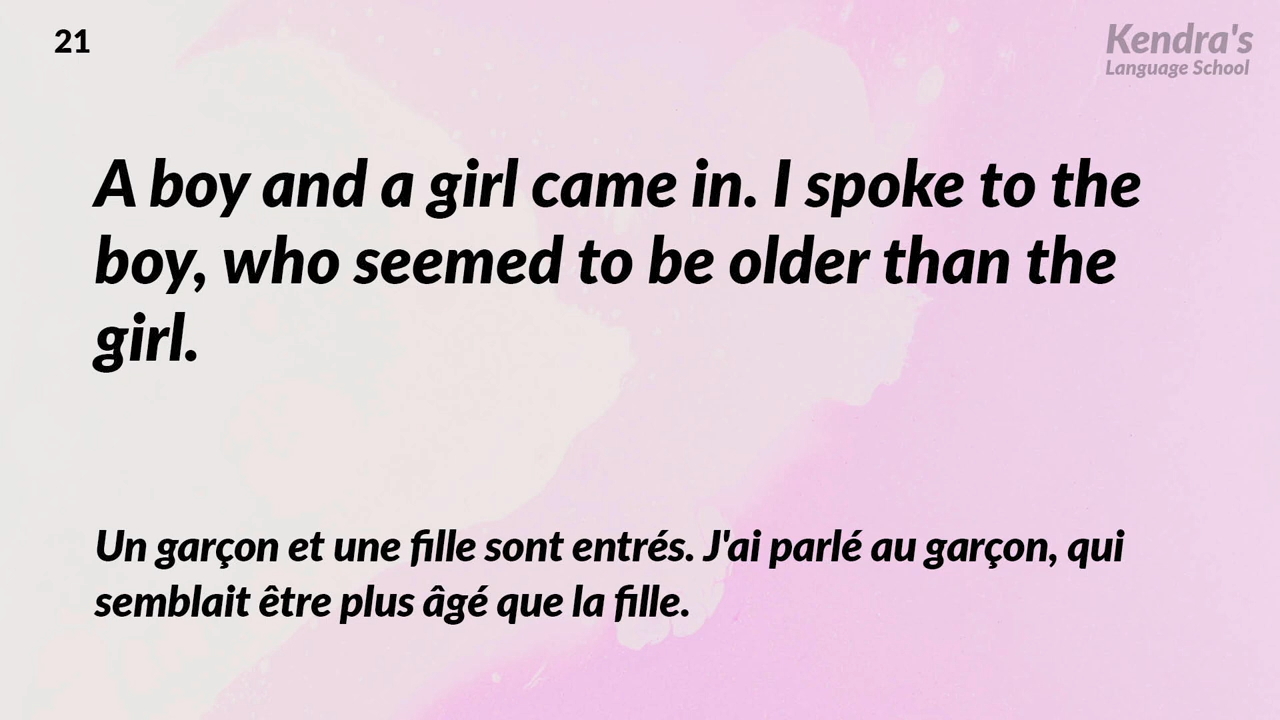 21
Kendra's
Language School
A boy and a girl came in. I spoke to the
boy, who seemed to be older than the
girl.
Un garçon et une fille sont entrés. J'ai parlé au garçon, qui
semblait être plus âgé que la fille.